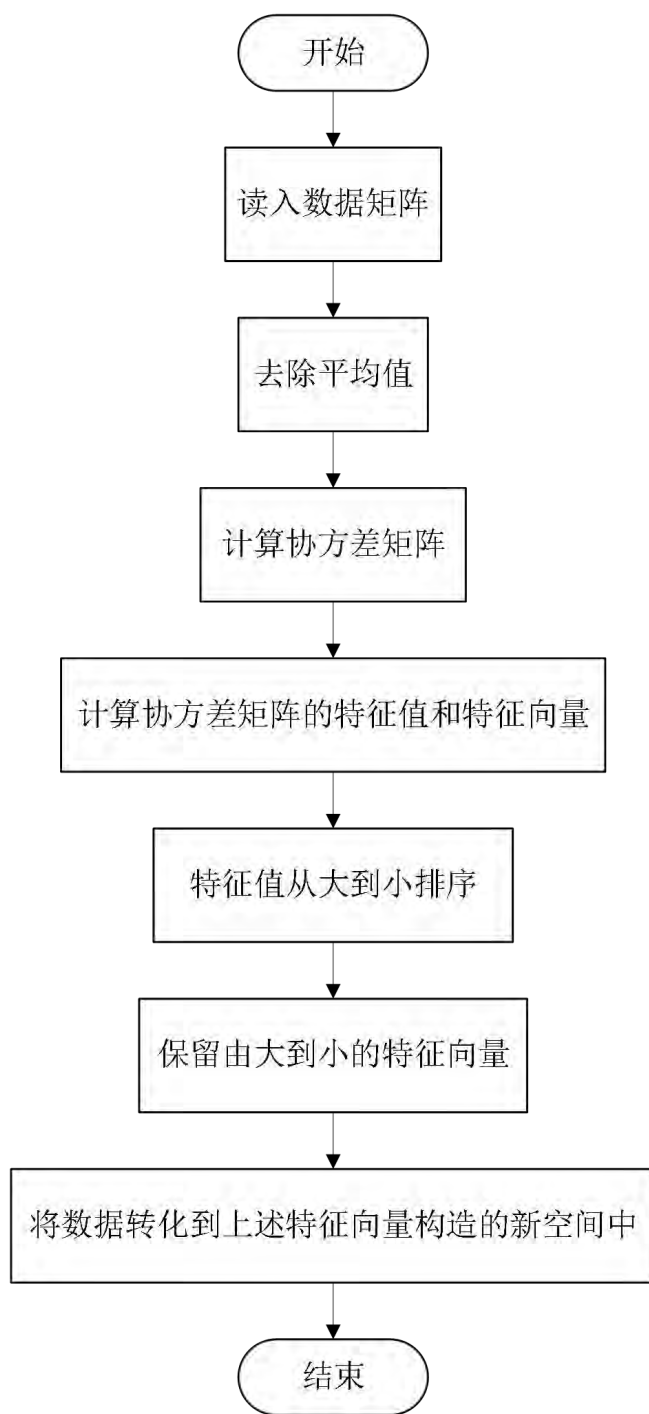 开始
读入数据矩阵
去除平均值
计算协方差矩阵
计算协方差矩阵的特征值和特征向量
特征值从大到小排序
保留由大到小的特征向量
将数据转化到上述特征向量构造的新空间中
结束